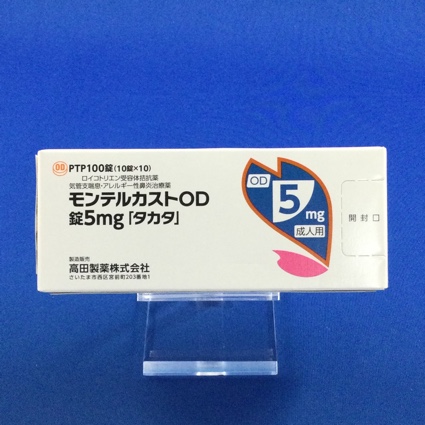 OD
PTP100錠(10錠×10)
ロイコトリエン受容体拮抗薬
気管支喘息・アレルギー性鼻炎治療薬
モンテルカストOD
錠5mg「タカタ」
製造販売
高田製薬株式会社
さいたま市西区宮前町203番地1
OD
5
mg
成人用
開封口